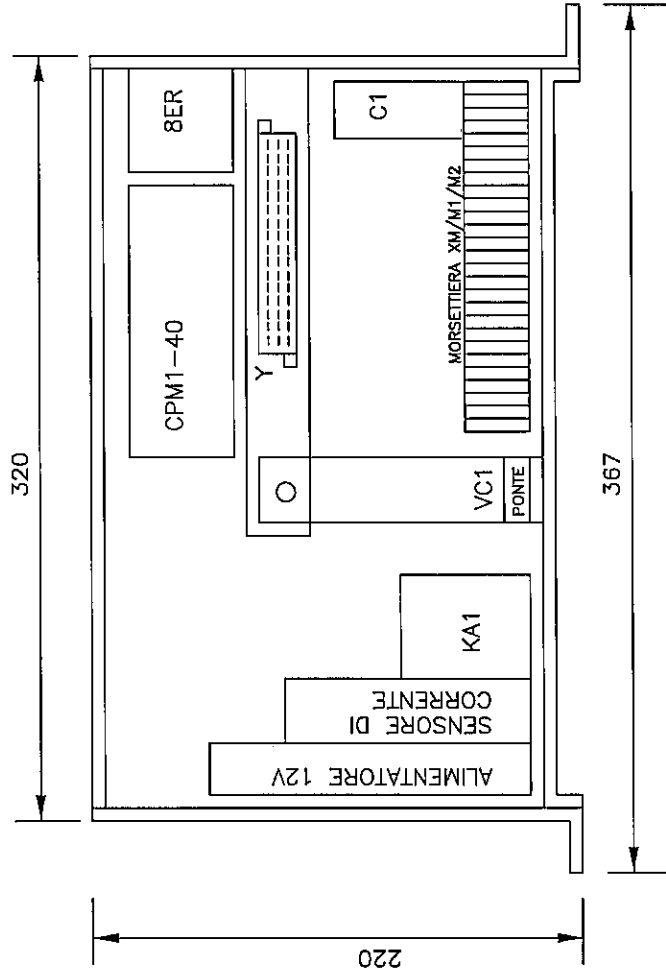 320
CPM1-40
8ER
Y
C1
MORSETTIERA XM/M1/M2
VC1
PONTE
KA1
SENSORE DI
CORRENTE
ALIMENTATORE 12V
367
220